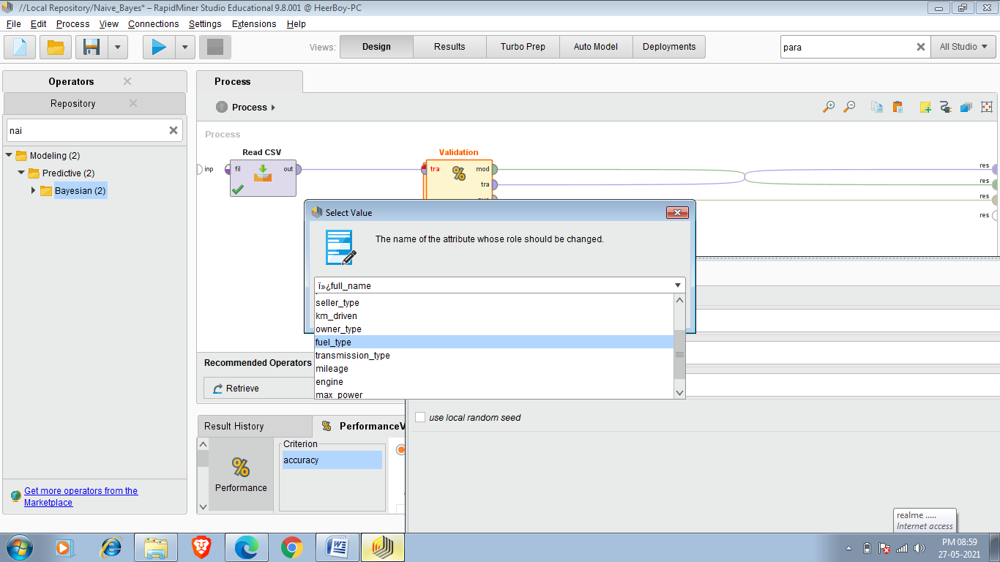 //Local Repository/Naive_Bayes* – RapidMiner Studio Educational 9.8.001 @ HeerBoy-PC
File Edit Process View Connections Settings Extensions Help
Views: Design Results Turbo Prep Auto Model Deployments para All Studio
Operators
Process
Repository
Process
nai
Process
Modeling (2)
Predictive (2)
Bayesian (2)
Read CSV
Validation
inp fil out tra mod res
tra res
res
res
Select Value
The name of the attribute whose role should be changed.
ï»¿full_name
seller_type
km_driven
owner_type
fuel_type
transmission_type
mileage
engine
max_power
Recommended Operators
Retrieve
use local random seed
Result History
PerformanceV
Criterion
accuracy
Performance
Get more operators from the
Marketplace
realme .....
Internet access
PM 08:59
27-05-2021